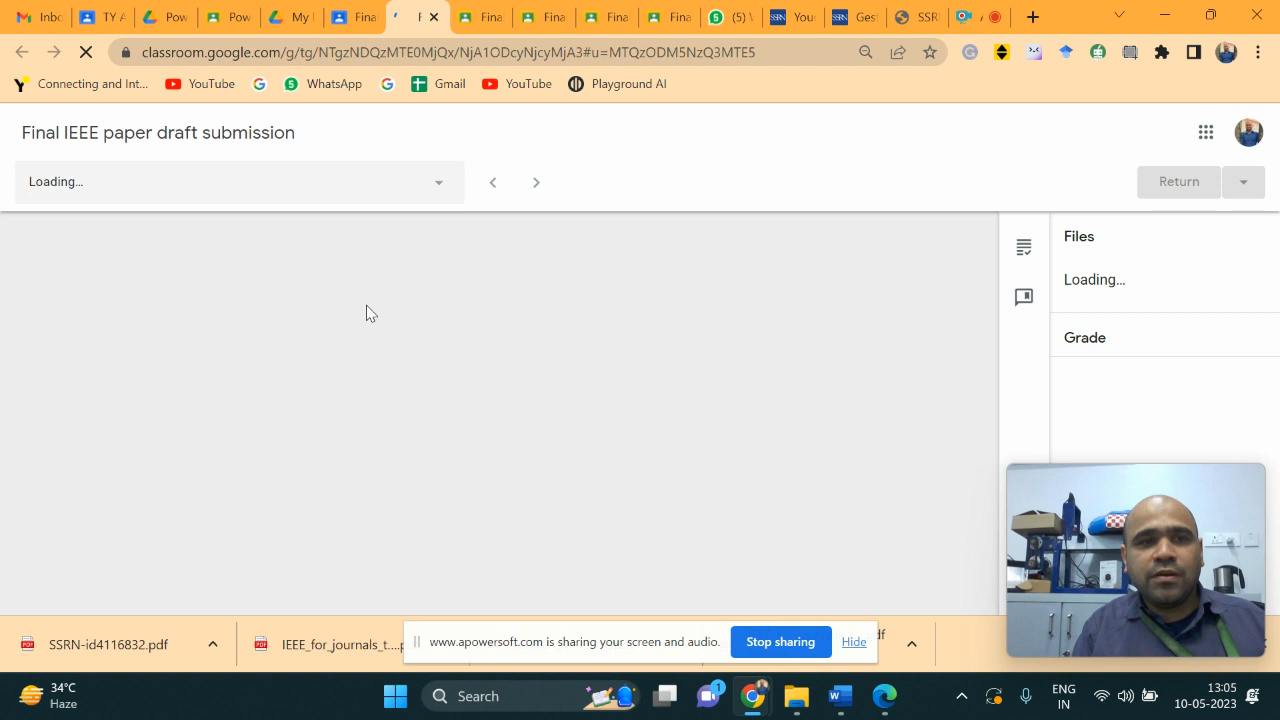 Inbo
TY A
Pow
Pow
My
Fina
F
Fina
Fina
Fina
Fina
(5)
You
Ges
SSR
classroom.google.com/g/tg/NTgzNDQzMTE0MjQx/NjA1ODcyNjcyMjA3#u=MTQzODM5NzQ3MTE5
Connecting and Int...
YouTube
WhatsApp
Gmail
YouTube
Playground AI
Final IEEE paper draft submission
Loading...
Return
Files
Loading...
Grade
SSRN-id4116832.pdf
IEEE_for_journals_t....p
www.apowersoft.com is sharing your screen and audio.
Stop sharing
Hide
df
34°C
Haze
Search
1
ENG
IN
13:05
10-05-2023